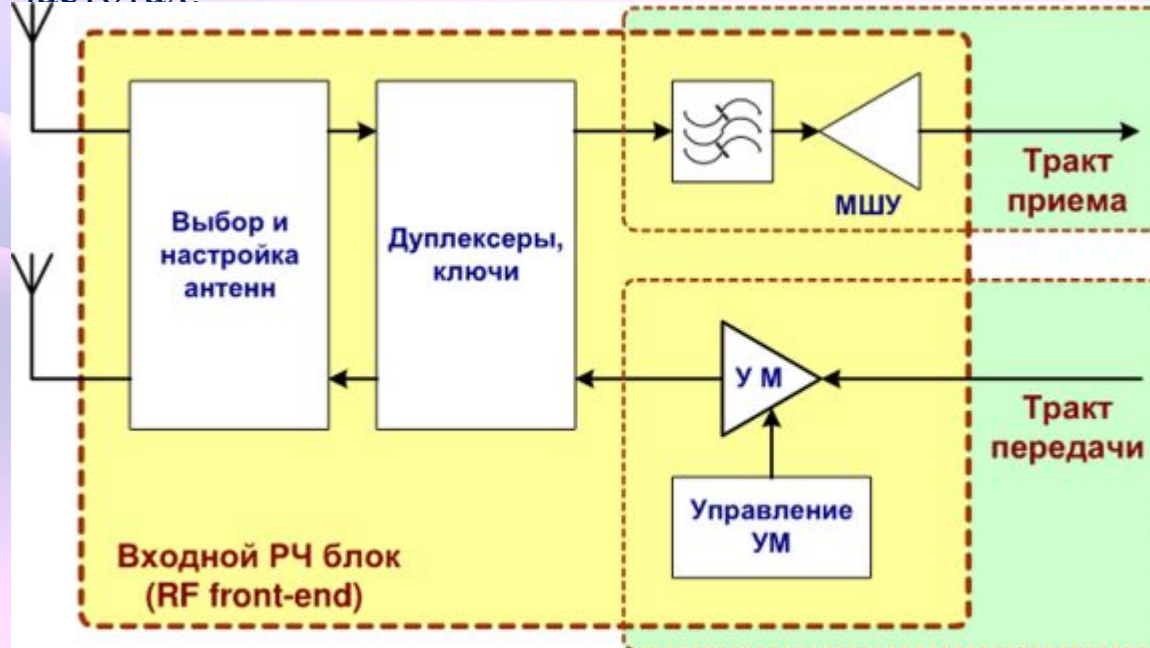 Выбор и
настройка
антенн
Дуплексеры,
ключи
МШУ
Тракт
приема
У М
Тракт
передачи
Управление
УМ
Входной РЧ блок
(RF front-end)